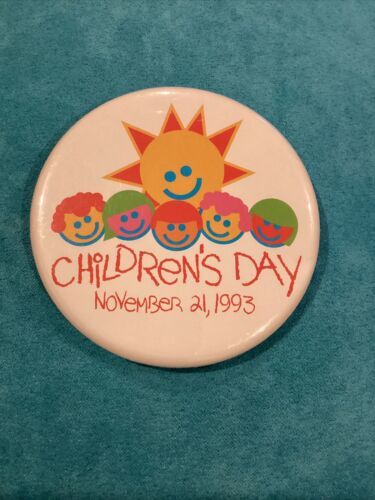 CHiLDReN'S DAY
NOVeMBeR 21, 1993